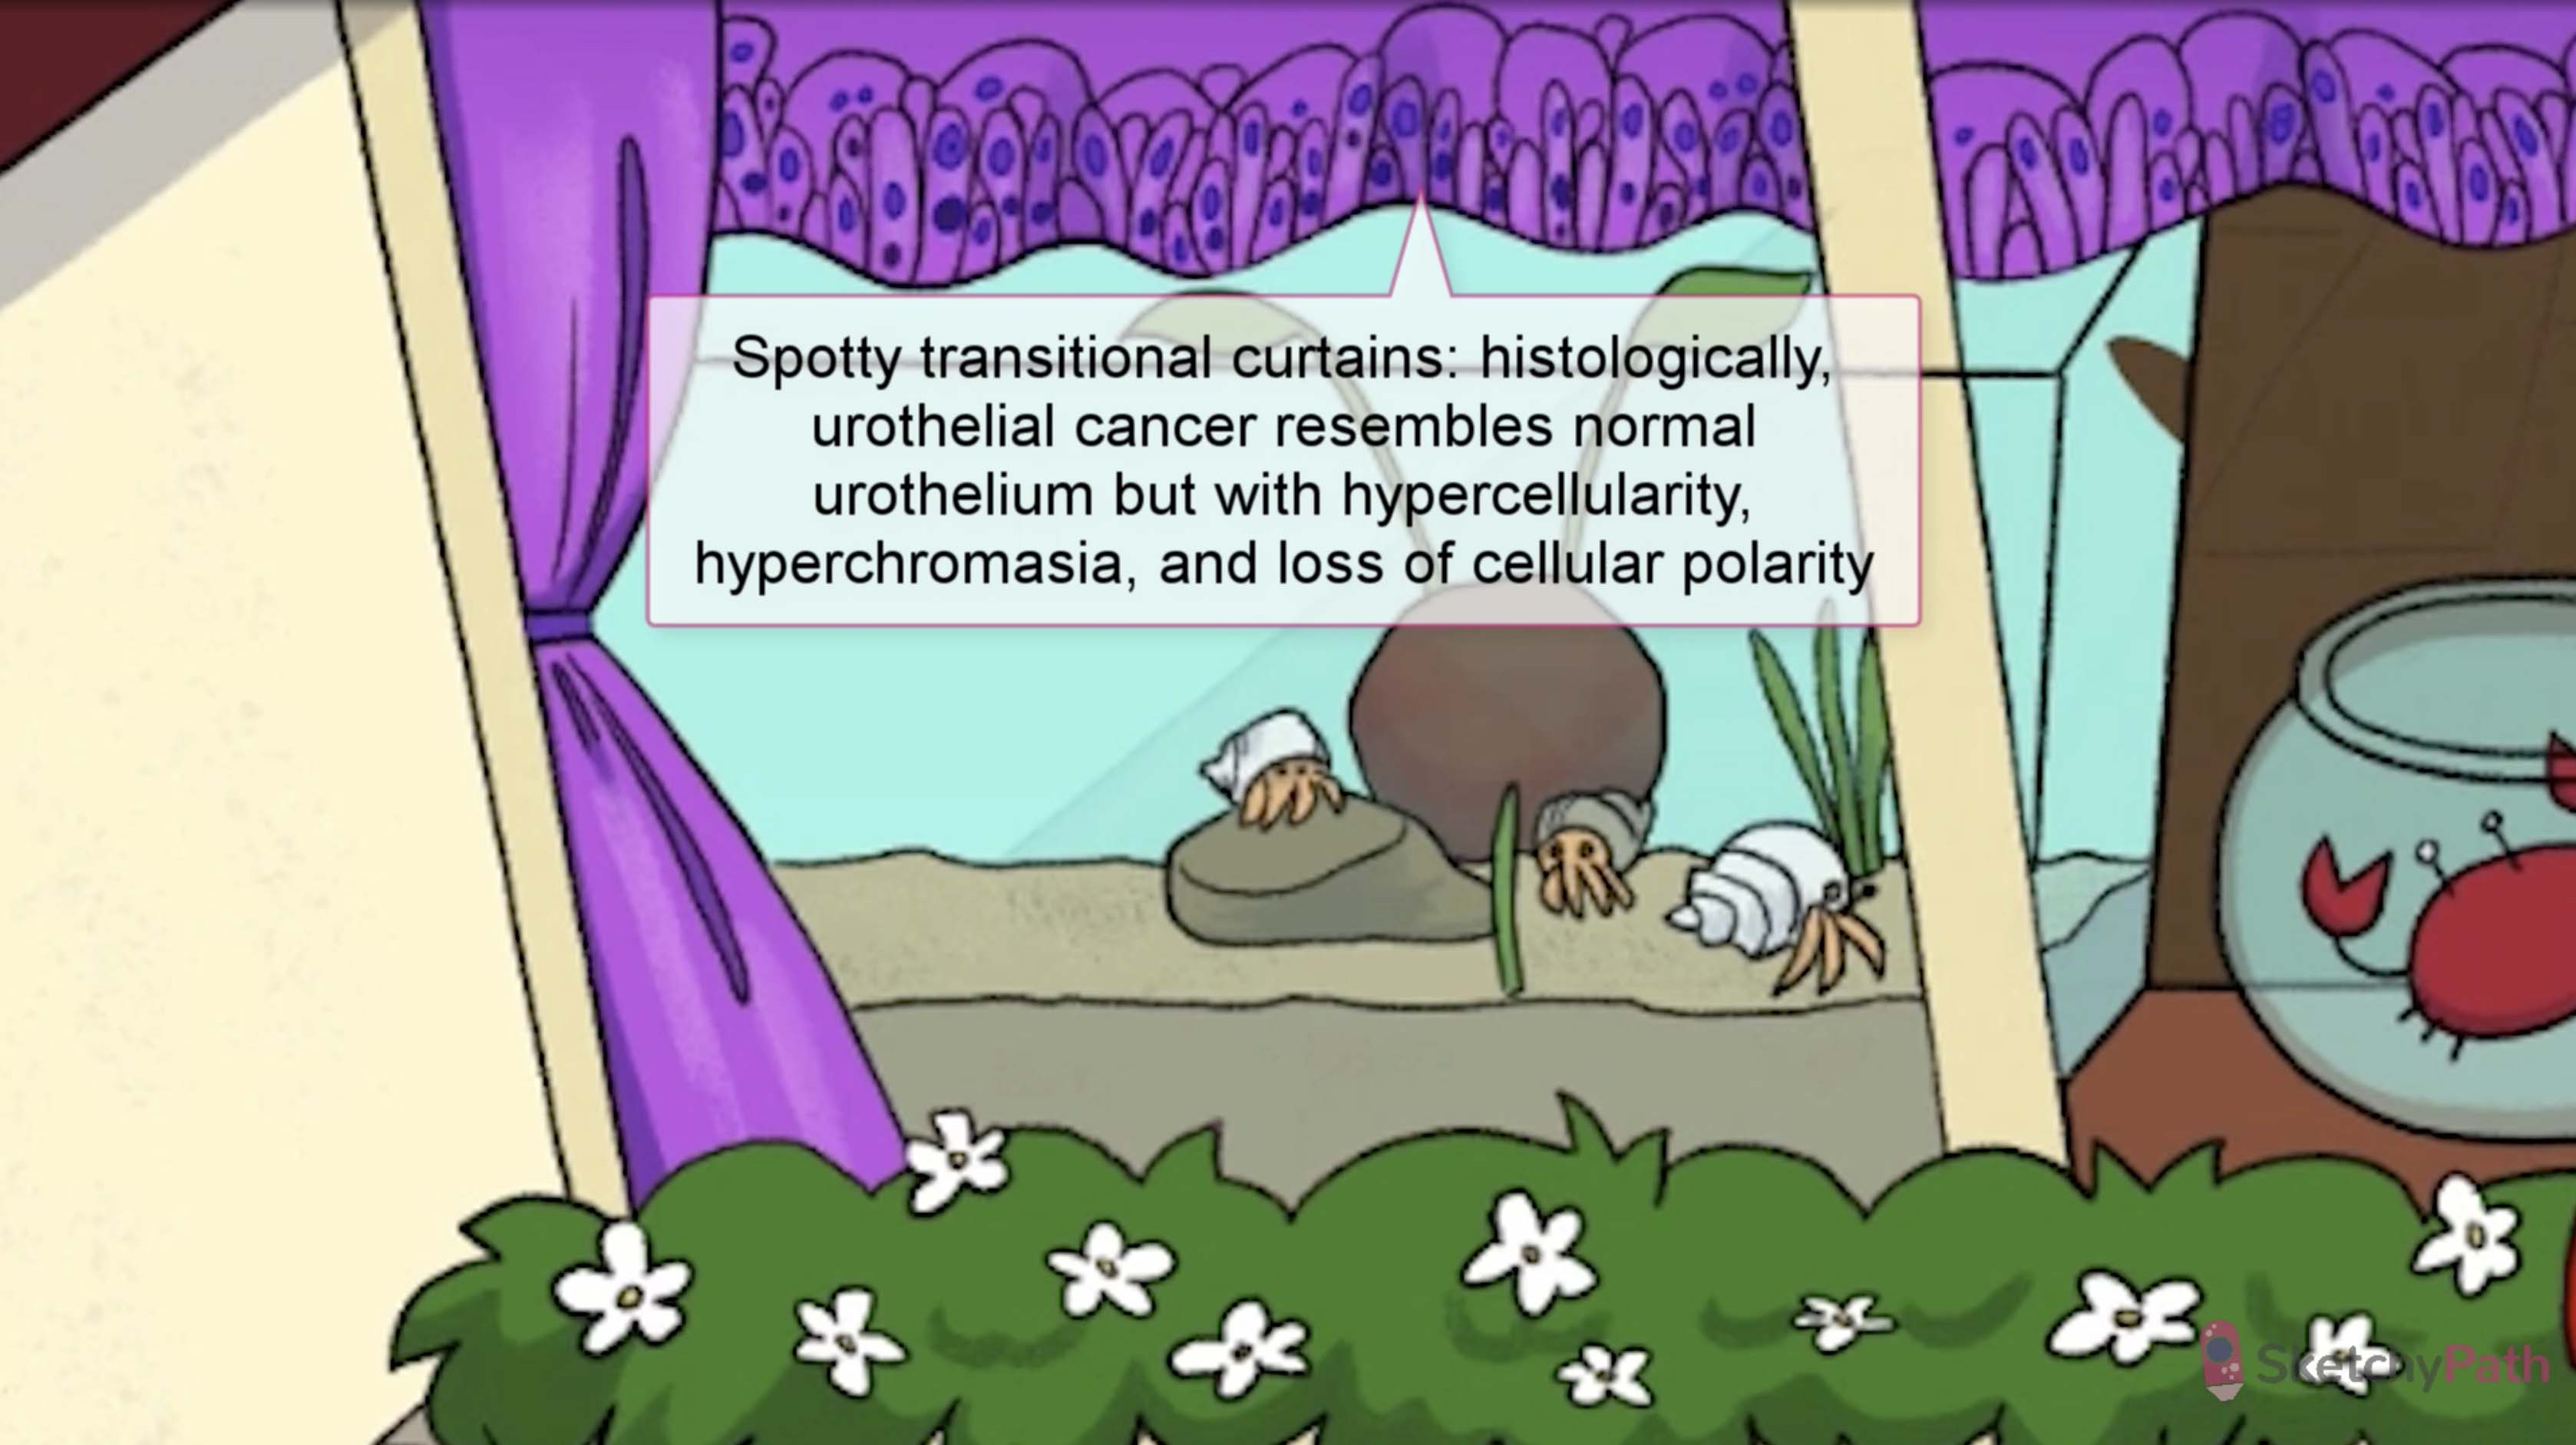 Spotty transitional curtains: histologically,
urothelial cancer resembles normal
urothelium but with hypercellularity,
hyperchromasia, and loss of cellular polarity
SketchyPath